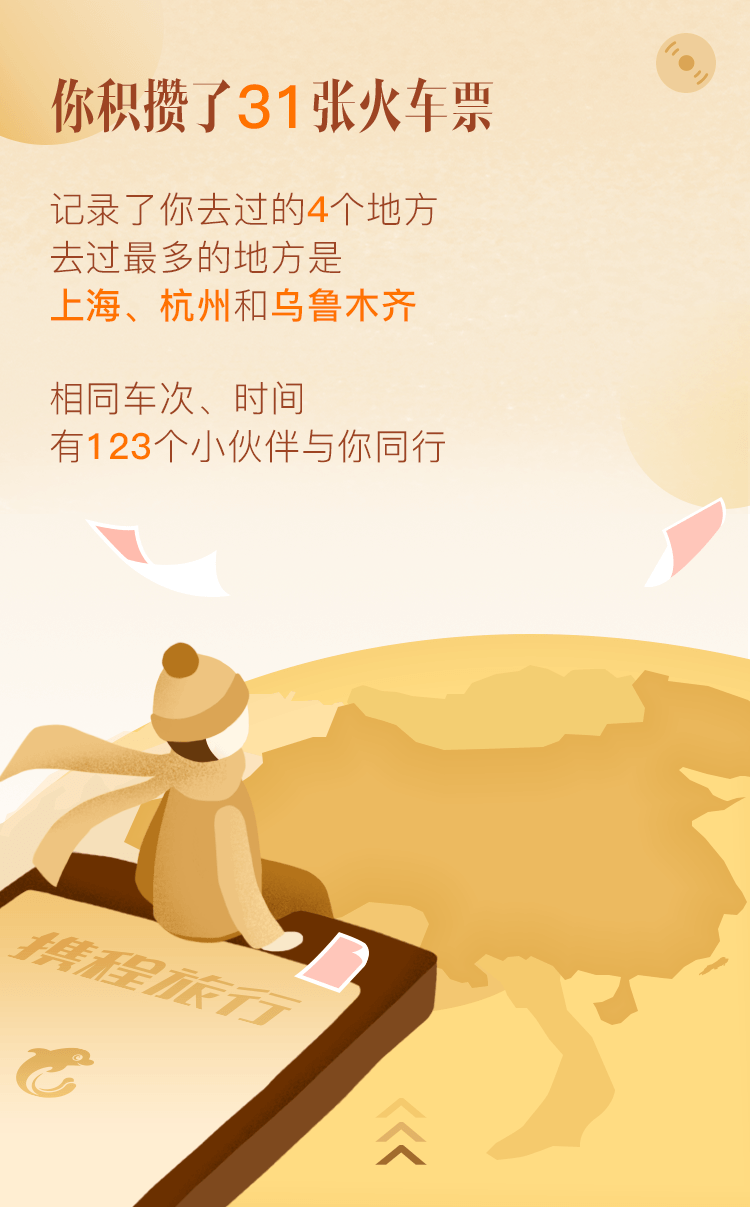 你积攒了31张火车票
记录了你去过的4个地方
去过最多的地方是
上海、杭州和乌鲁木齐
相同车次、时间
有123个小伙伴与你同行
携程旅行